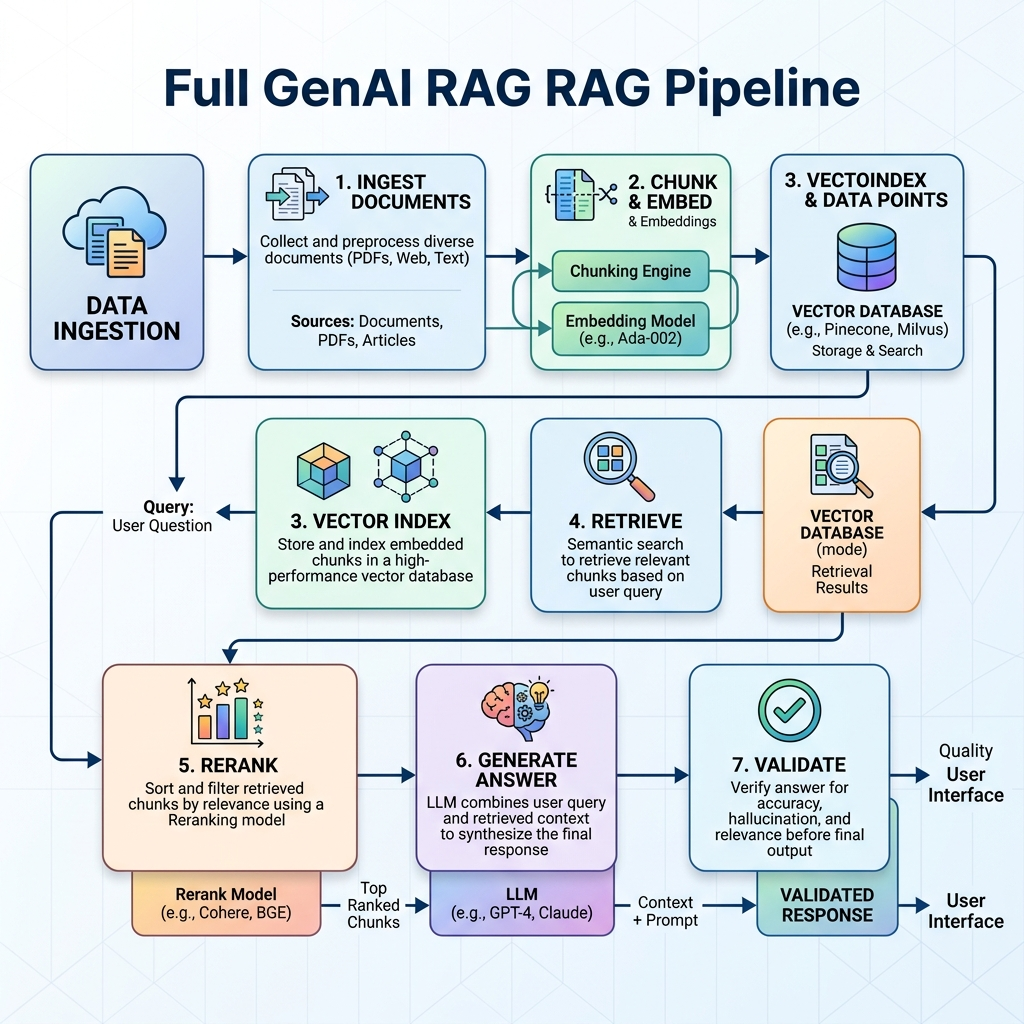 Full GenAI RAG RAG Pipeline
DATA
INGESTION
1. INGEST
DOCUMENTS
Collect and preprocess diverse
documents (PDFs, Web, Text)
Sources: Documents,
PDFs, Articles
2. CHUNK
& EMBED
& Embeddings
Chunking Engine
Embedding Model
(e.g., Ada-002)
3. VECTOINDEX
& DATA POINTS
VECTOR DATABASE
(e.g., Pinecone, Milvus)
Storage & Search
Query:
User Question
3. VECTOR INDEX
Store and index embedded
chunks in a high-
performance vector database
4. RETRIEVE
Semantic search
to retrieve relevant
chunks based on
user query
VECTOR
DATABASE
(mode)
Retrieval
Results
5. RERANK
Sort and filter retrieved
chunks by relevance using a
Reranking model
Rerank Model
(e.g., Cohere, BGE)
Top
Ranked
Chunks
6. GENERATE
ANSWER
LLM combines user query
and retrieved context
to synthesize the final
response
LLM
(e.g., GPT-4, Claude)
Context
+ Prompt
7. VALIDATE
Verify answer for
accuracy,
hallucination, and
relevance before final
output
VALIDATED
RESPONSE
Quality
User
Interface
User
Interface